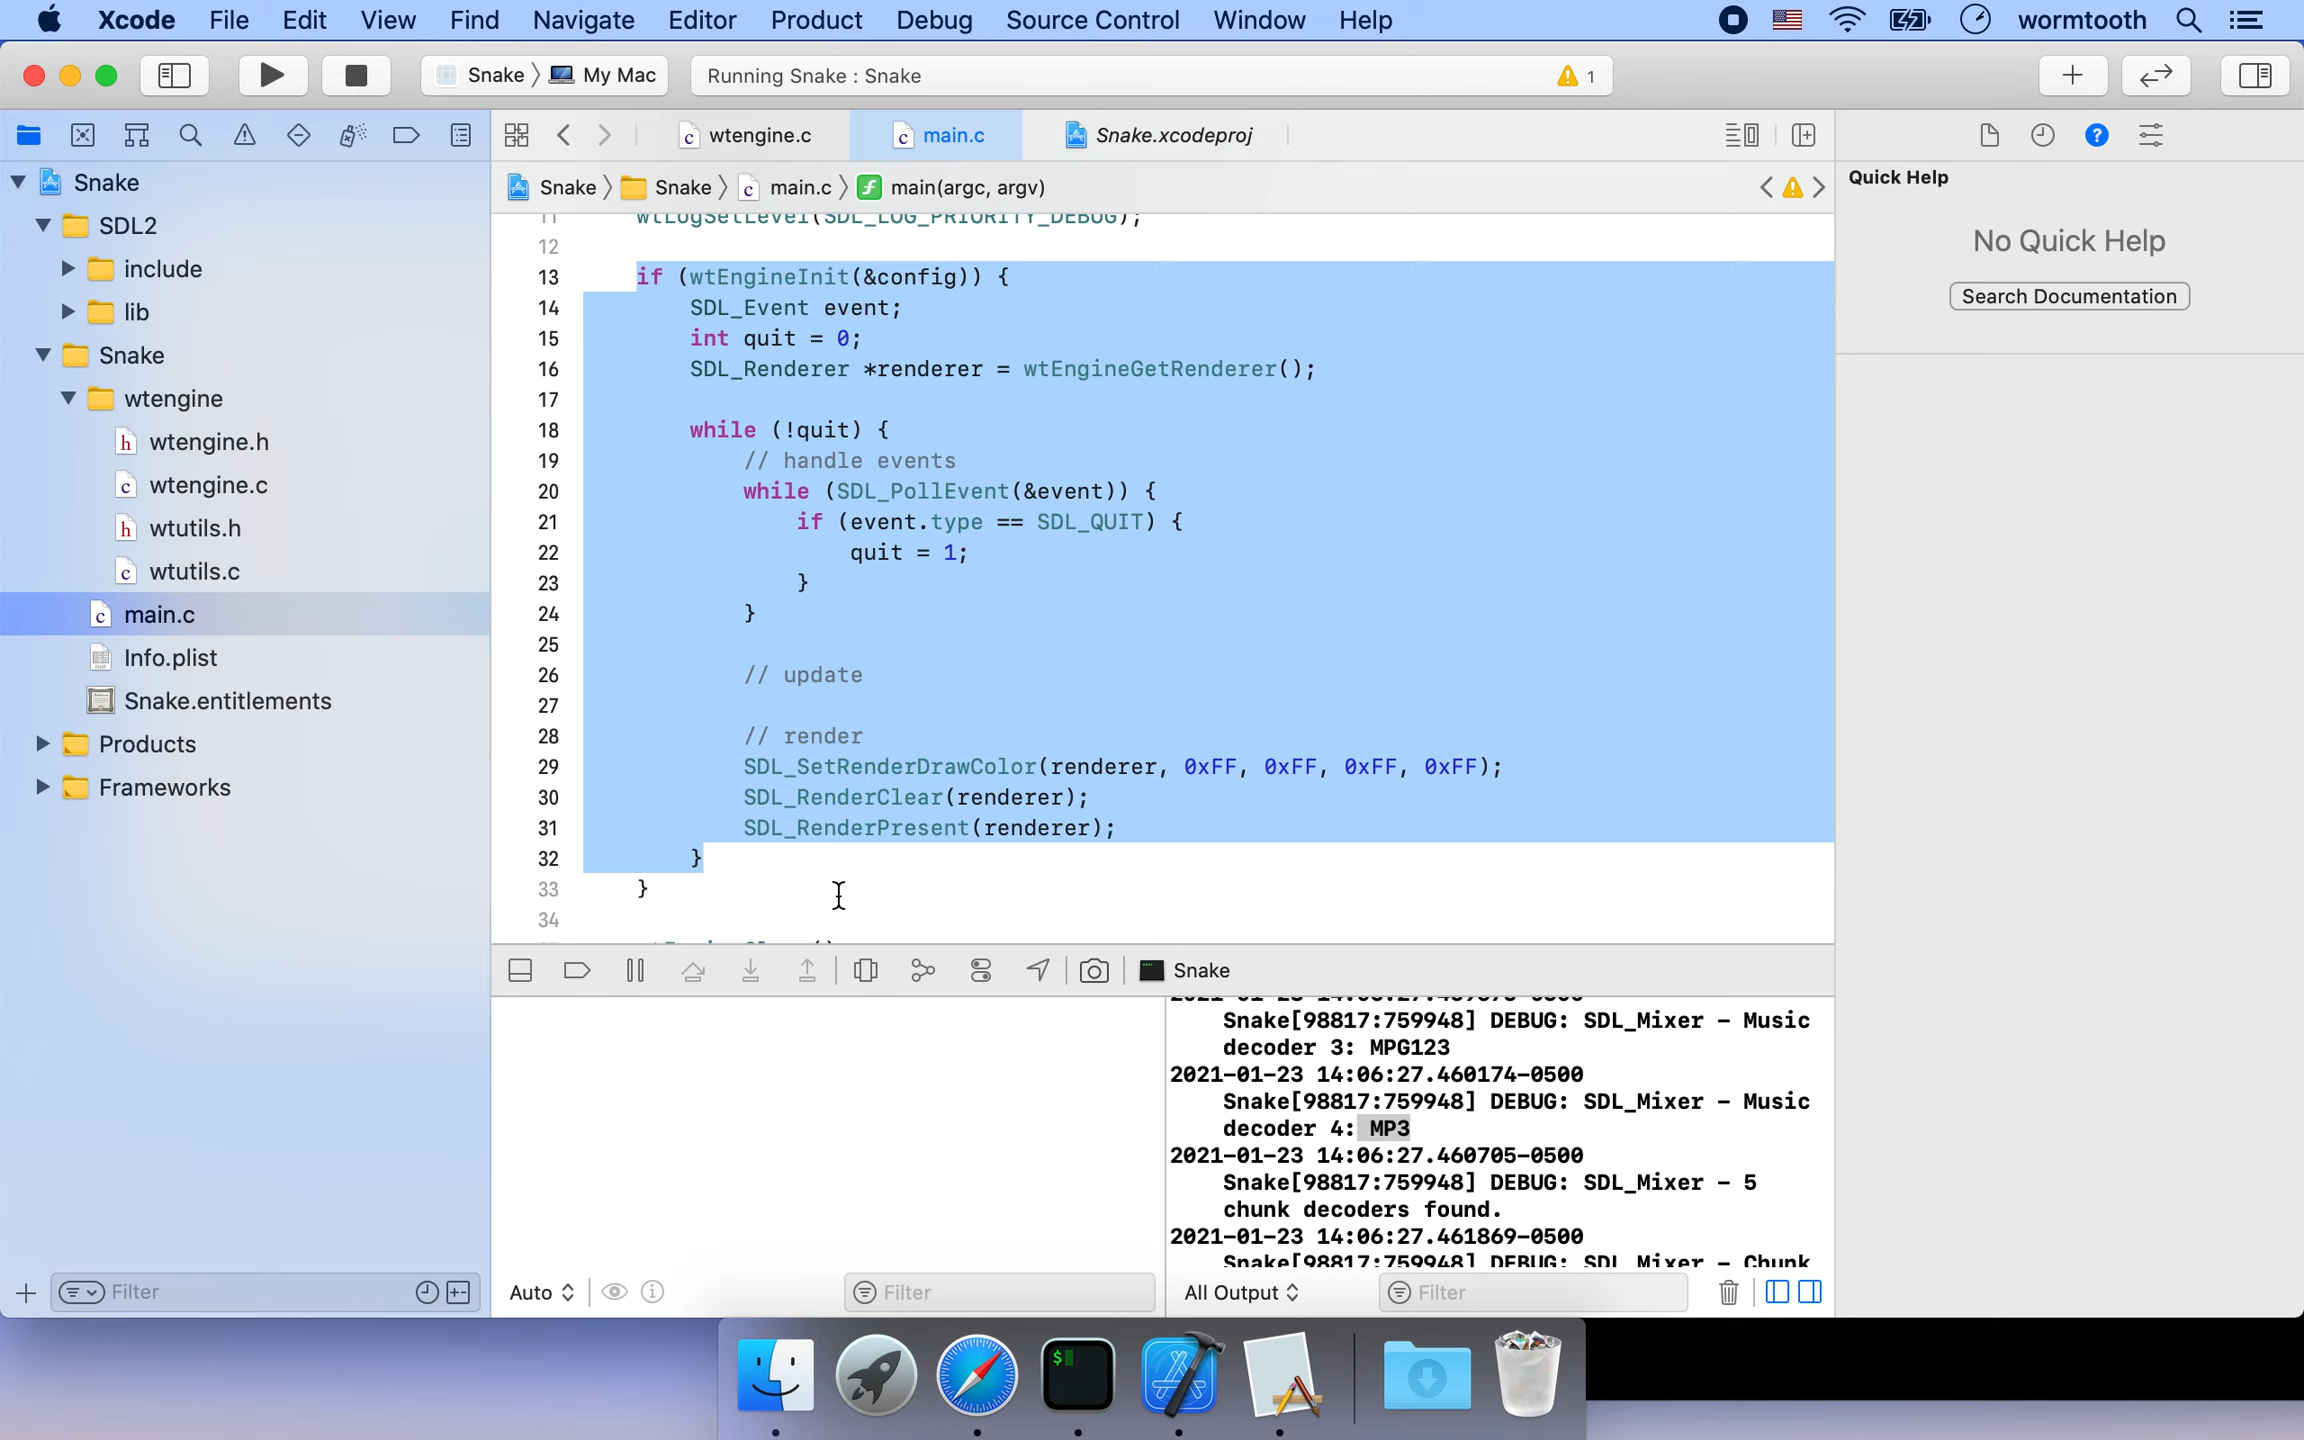 Xcode File Edit View Find Navigate Editor Product Debug Source Control Window Help wormtooth
Snake My Mac Running Snake : Snake 1
wtengine.c main.c Snake.xcodeproj
Snake Snake main.c main(argc, argv)
Snake
SDL2
include
lib
Snake
wtengine
h wtengine.h
c wtengine.c
h wtutils.h
c wtutils.c
c main.c
Info.plist
Snake.entitlements
Products
Frameworks
Filter
11 wtLogSetLevel(SDL_LOG_PRIORITY_DEBUG);
12
13 if (wtEngineInit(&config)) {
14 SDL_Event event;
15 int quit = 0;
16 SDL_Renderer *renderer = wtEngineGetRenderer();
17
18 while (!quit) {
19 // handle events
20 while (SDL_PollEvent(&event)) {
21 if (event.type == SDL_QUIT) {
22 quit = 1;
23 }
24 }
25
26 // update
27
28 // render
29 SDL_SetRenderDrawColor(renderer, 0xFF, 0xFF, 0xFF, 0xFF);
30 SDL_RenderClear(renderer);
31 SDL_RenderPresent(renderer);
32 }
33 }
34
Snake
Snake[98817:759948] DEBUG: SDL_Mixer - Music
decoder 3: MPG123
2021-01-23 14:06:27.460174-0500
Snake[98817:759948] DEBUG: SDL_Mixer - Music
decoder 4: MP3
2021-01-23 14:06:27.460705-0500
Snake[98817:759948] DEBUG: SDL_Mixer - 5
chunk decoders found.
2021-01-23 14:06:27.461869-0500
Snake[98817:759948] DEBUG: SDL_Mixer - Chunk
Auto Filter All Output Filter
Quick Help
No Quick Help
Search Documentation